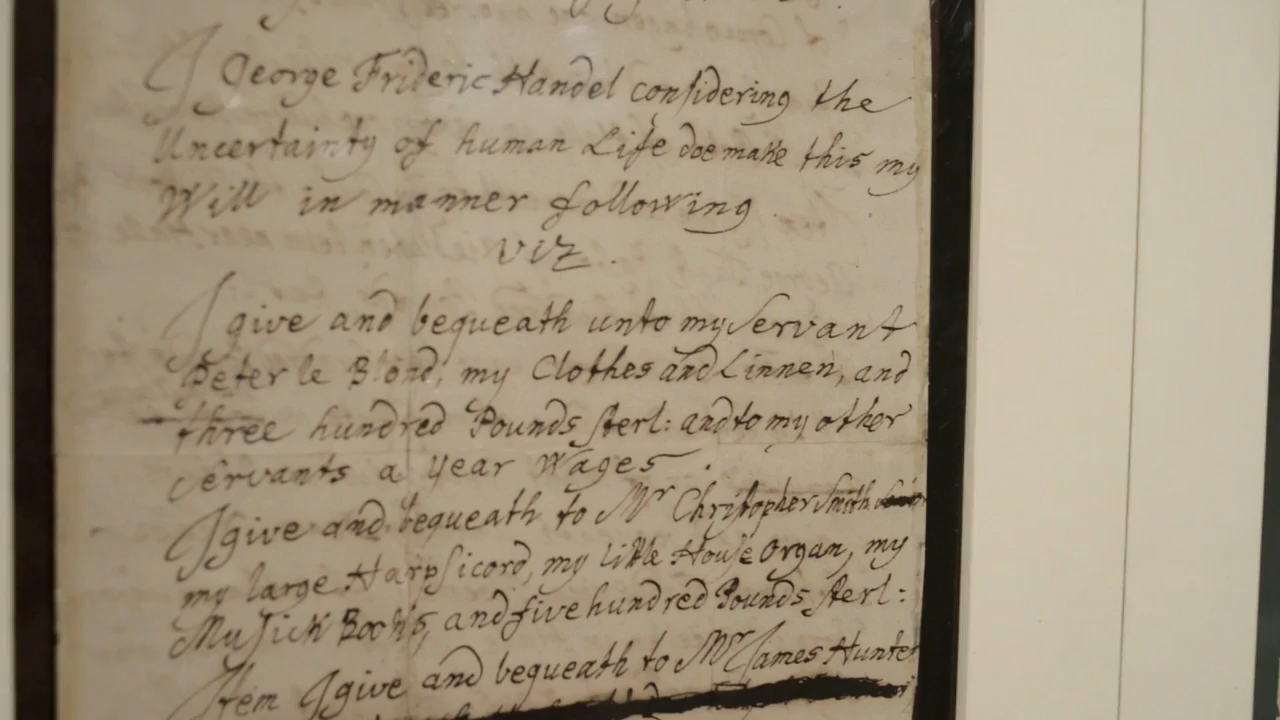 I George Frideric Handel considering the
Uncertainty of human Life doe make this my
Will in manner following
viz.
I give and bequeath unto my Servant
Peter le Blond, my Clothes and Linnen, and
three hundred Pounds sterl: and to my other
servants a year Wages.
I give and bequeath to Mr Christopher Smith
my large Harpsicord, my little House Organ, my
Musick Books, and five hundred Pounds sterl:
Item I give and bequeath to Mr James Hunter